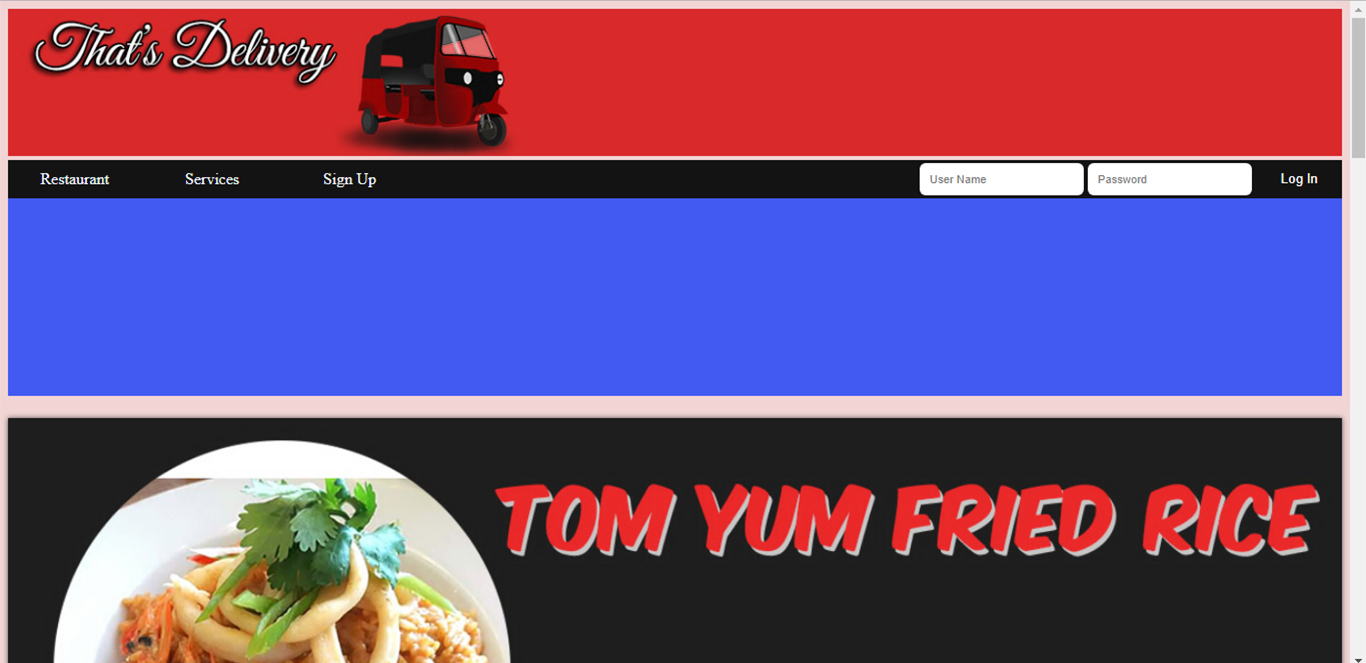 That's Delivery
Restaurant Services Sign Up User Name Password Log In
TOM YUM FRIED RICE